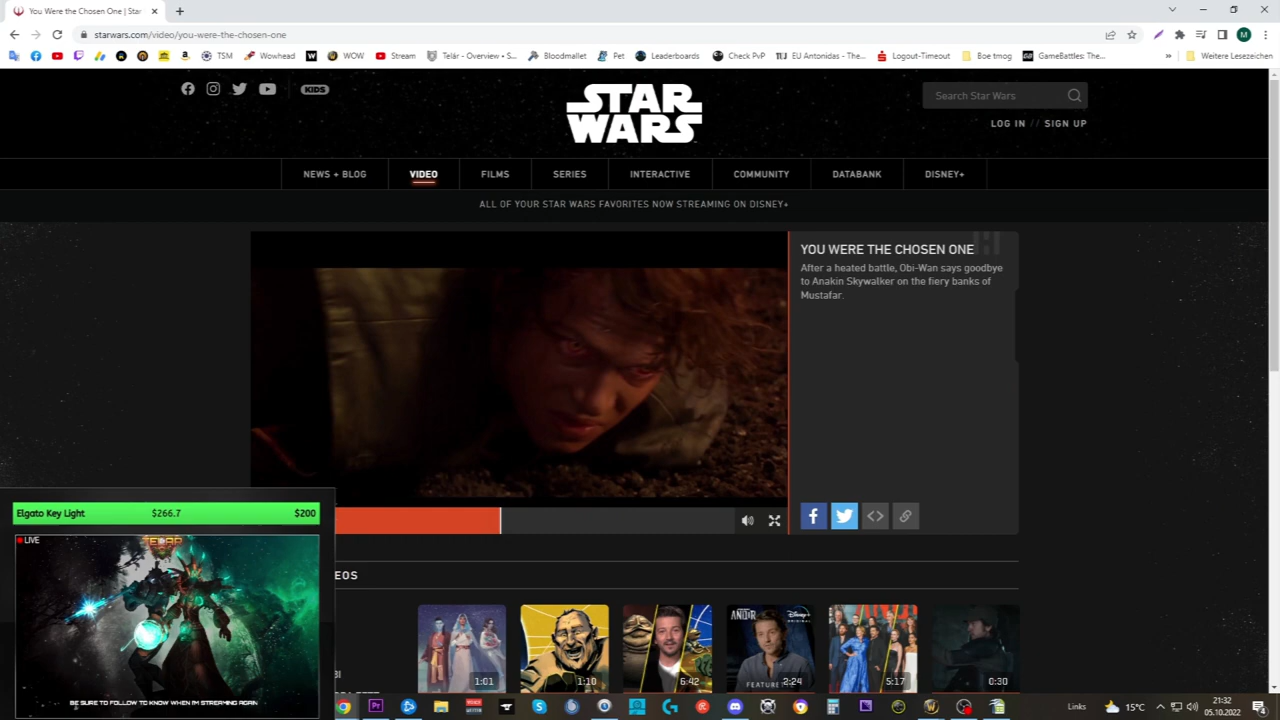 You Were the Chosen One | Star
starwars.com/video/you-were-the-chosen-one
M
TSM
Wowhead
WOW
Stream
Telár - Overview • S...
Bloodmallet
Pet
Leaderboards
Check PvP
EU Antonidas - The...
Logout-Timeout
Boe tmog
GameBattles: The...
»
Weitere Lesezeichen
KIDS
STAR
WARS
Search Star Wars
LOG IN // SIGN UP
NEWS + BLOG
VIDEO
FILMS
SERIES
INTERACTIVE
COMMUNITY
DATABANK
DISNEY+
ALL OF YOUR STAR WARS FAVORITES NOW STREAMING ON DISNEY+
YOU WERE THE CHOSEN ONE
After a heated battle, Obi-Wan says goodbye
to Anakin Skywalker on the fiery banks of
Mustafar.
Elgato Key Light $266.7 $200
LIVE
TELAR
BE SURE TO FOLLOW TO KNOW WHEN I'M STREAMING AGAIN
EOS
1:01
1:10
6:42
ANDOR
Disney+
ORIGINAL
FEATURE
2:24
5:17
0:30
BI
Links
15°C
21:32
05.10.2022
4